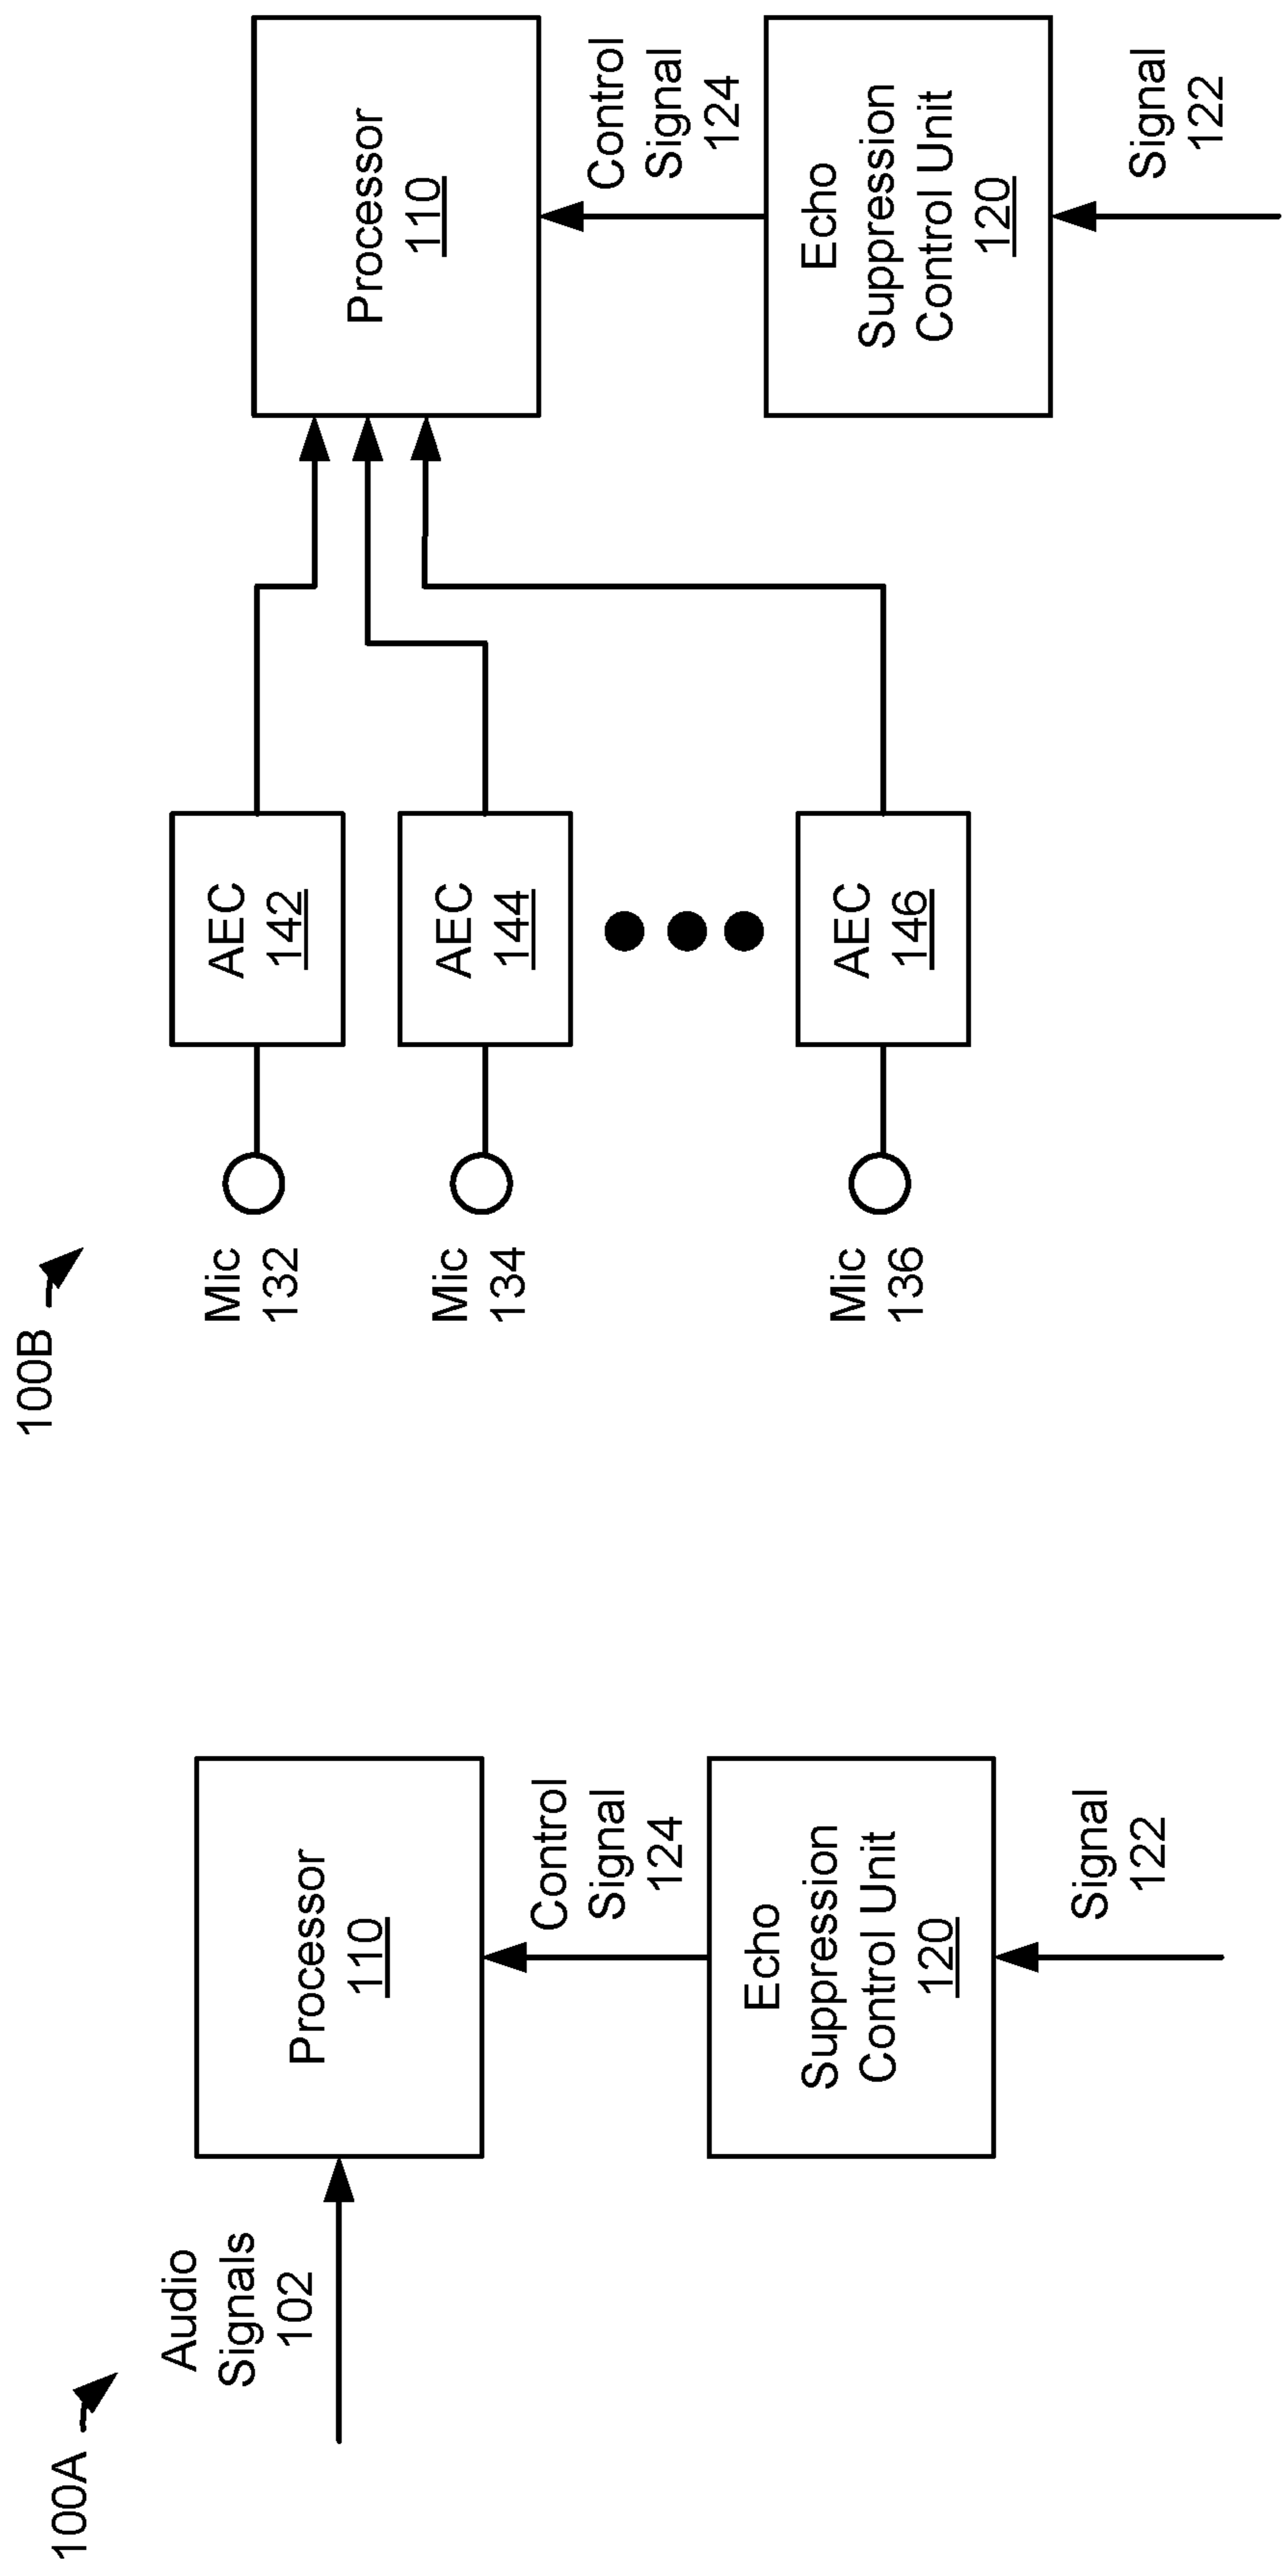 100A
Audio
Signals
102
Processor
110
Control
Signal
124
Echo
Suppression
Control Unit
120
Signal
122
100B
Mic
132
AEC
142
Mic
134
AEC
144
Mic
136
AEC
146
Processor
110
Control
Signal
124
Echo
Suppression
Control Unit
120
Signal
122